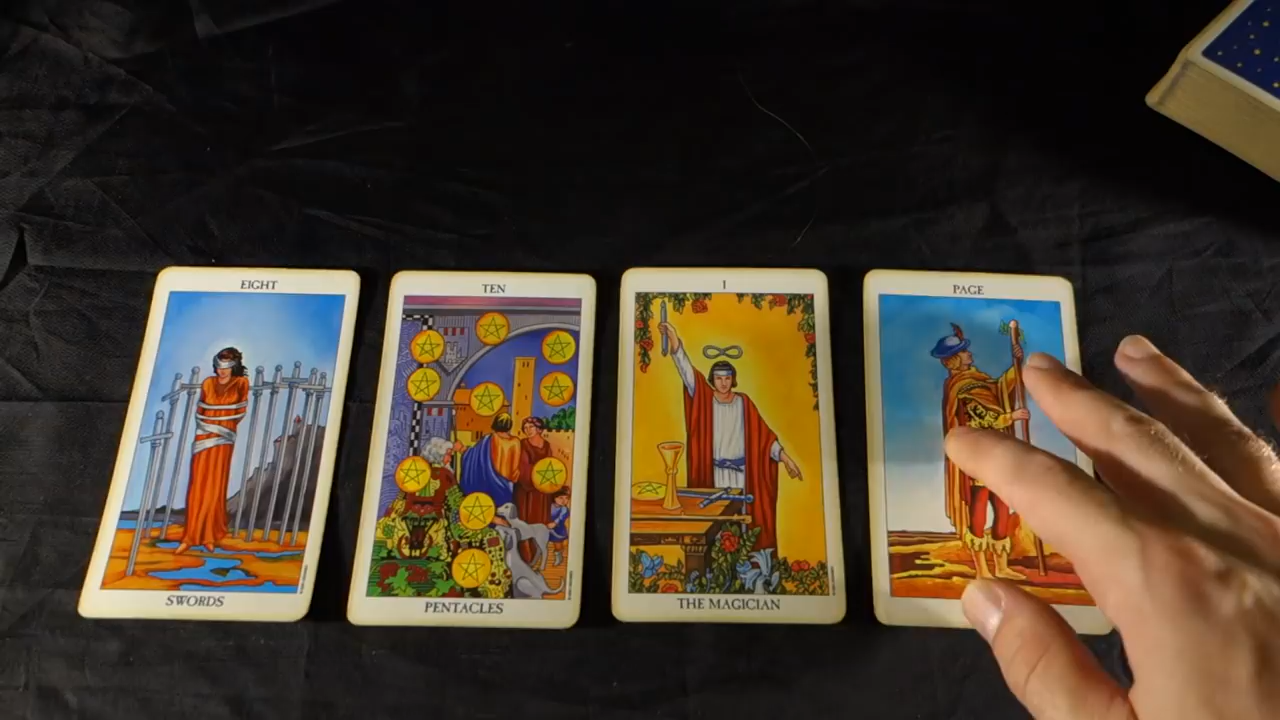 EIGHT
SWORDS
TEN
PENTACLES
I
THE MAGICIAN
PAGE